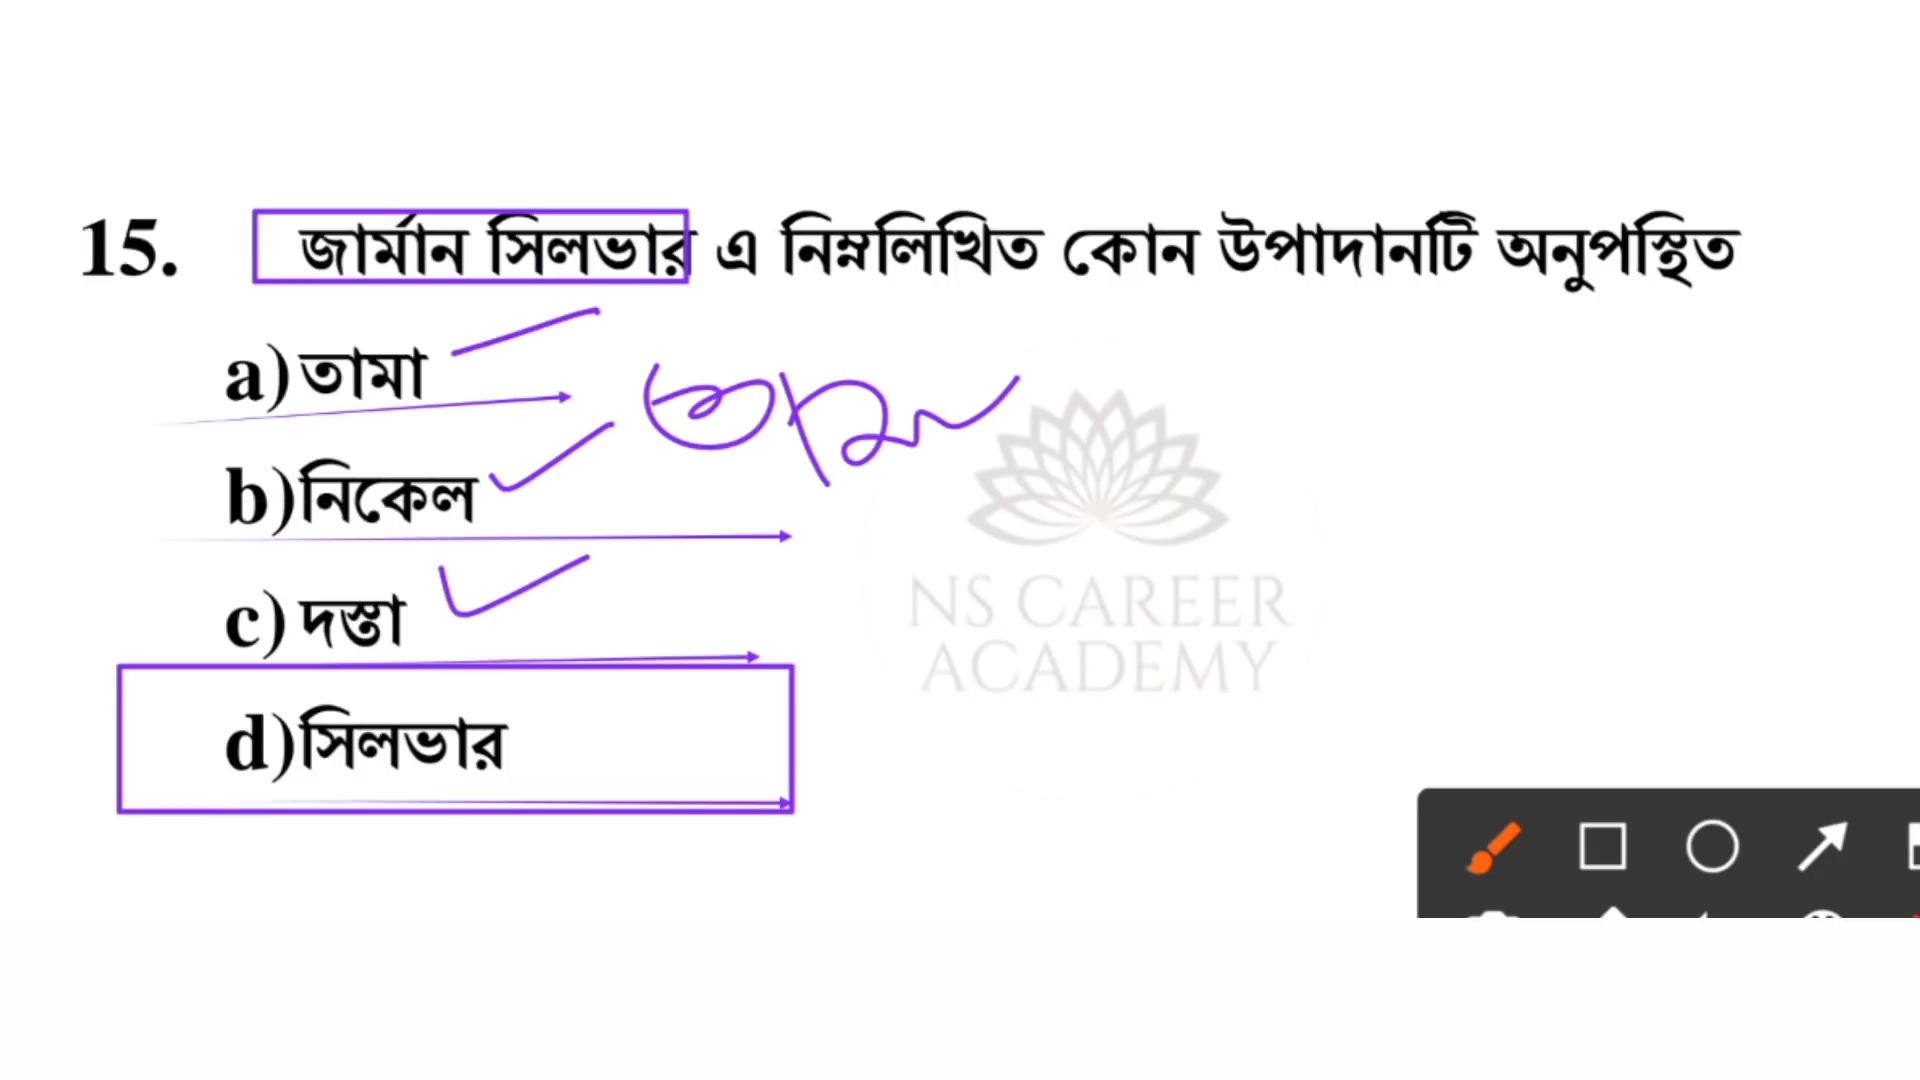 15. জার্মান সিলভার এ নিম্নলিখিত কোন উপাদানটি অনুপস্থিত
a) তামা
b) নিকেল
c) দস্তা
d) সিলভার
NS CAREER
ACADEMY